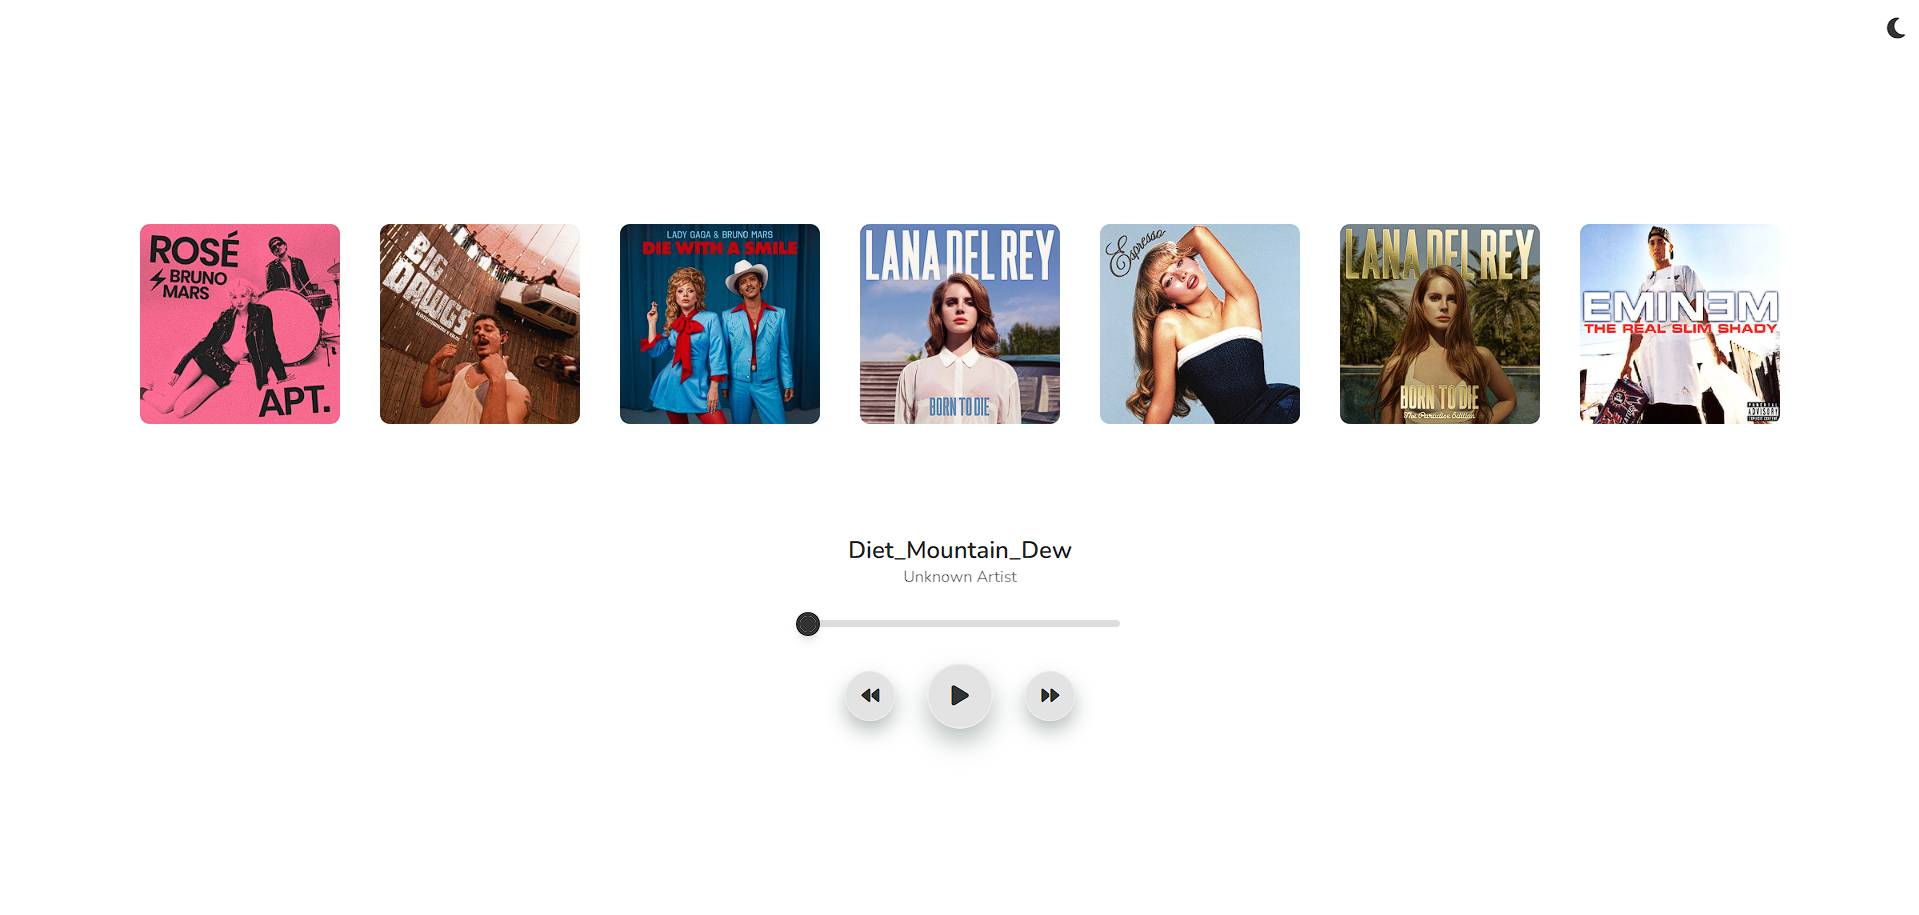 ROSÉ
BRUNO
MARS
APT.
BIG
DAWGS
LADY GAGA & BRUNO MARS
DIE WITH A SMILE
LANA DEL REY
BORN TO DIE
Espresso
LANA DEL REY
BORN TO DIE
The Paradise Edition
EMINƎM
THE REAL SLIM SHADY
PARENTAL
ADVISORY
EXPLICIT CONTENT
Diet_Mountain_Dew
Unknown Artist